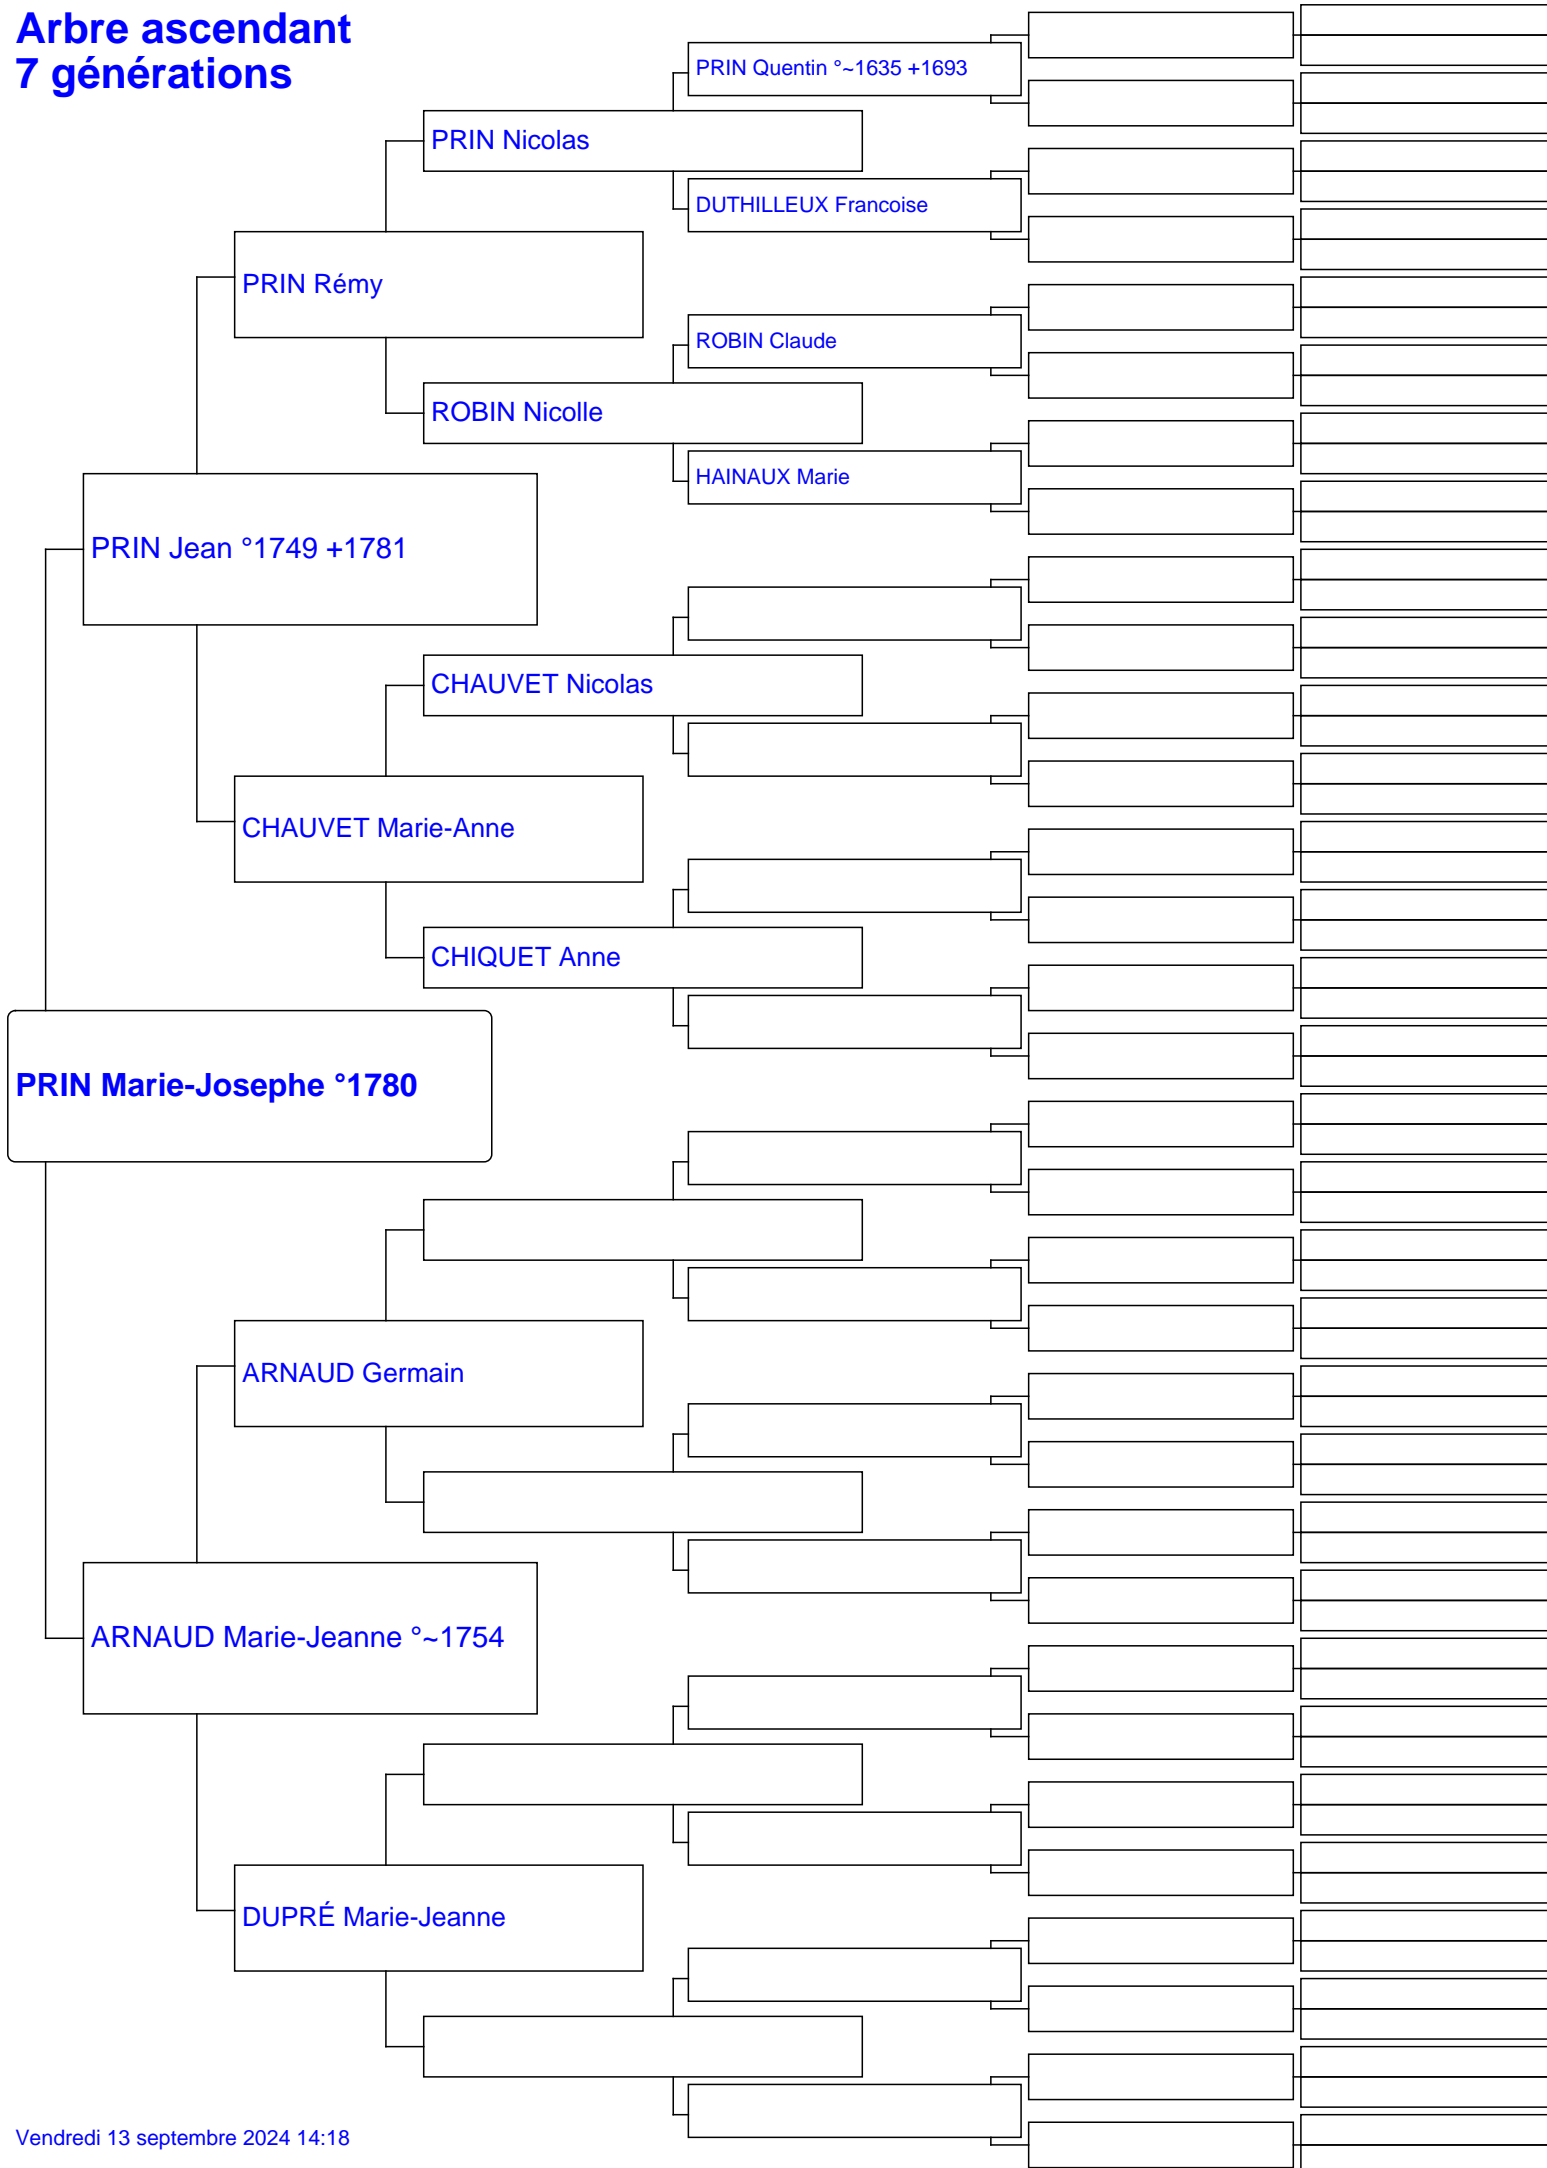 Arbre ascendant
7 générations
PRIN Quentin °~1635 +1693
PRIN Nicolas
DUTHILLEUX Francoise
PRIN Rémy
ROBIN Claude
ROBIN Nicolle
HAINAUX Marie
PRIN Jean °1749 +1781
CHAUVET Nicolas
CHAUVET Marie-Anne
CHIQUET Anne
PRIN Marie-Josephe °1780
ARNAUD Germain
ARNAUD Marie-Jeanne °~1754
DUPRÉ Marie-Jeanne
Vendredi 13 septembre 2024 14:18